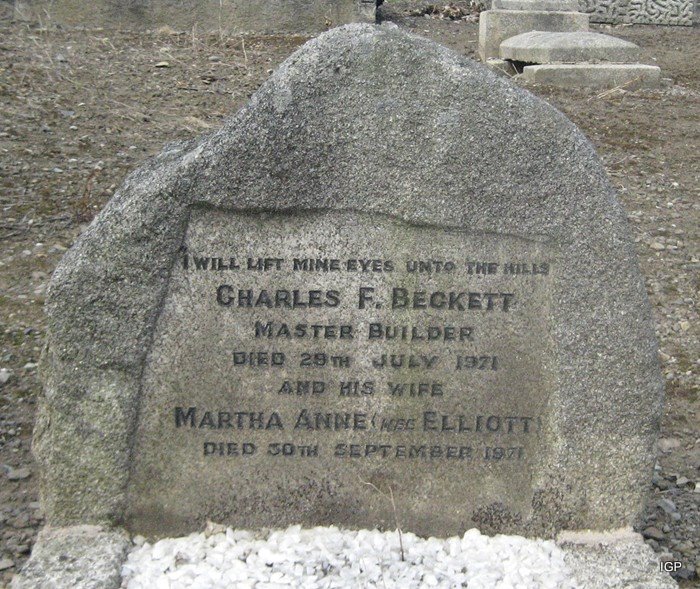 "I WILL LIFT MINE EYES UNTO THE HILLS"
CHARLES F. BECKETT
MASTER BUILDER
DIED 29TH JULY 1971
AND HIS WIFE
MARTHA ANNE (NEE ELLIOTT)
DIED 30TH SEPTEMBER 1971
IGP